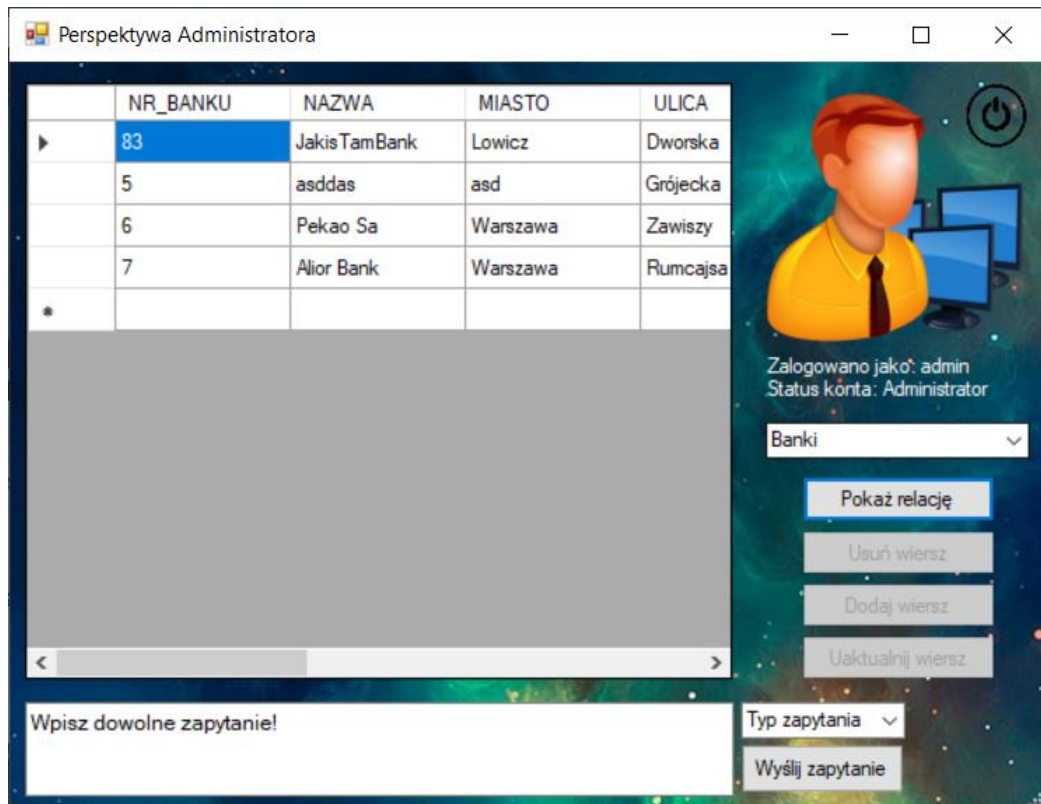 Perspektywa Administratora
NR_BANKU NAZWA MIASTO ULICA
83 JakisTamBank Lowicz Dworska
5 asddas asd Grójecka
6 Pekao Sa Warszawa Zawiszy
7 Alior Bank Warszawa Rumcajsa
Zalogowano jako: admin
Status konta: Administrator
Banki
Pokaż relację
Usuń wiersz
Dodaj wiersz
Uaktualnij wiersz
Wpisz dowolne zapytanie!
Typ zapytania
Wyślij zapytanie